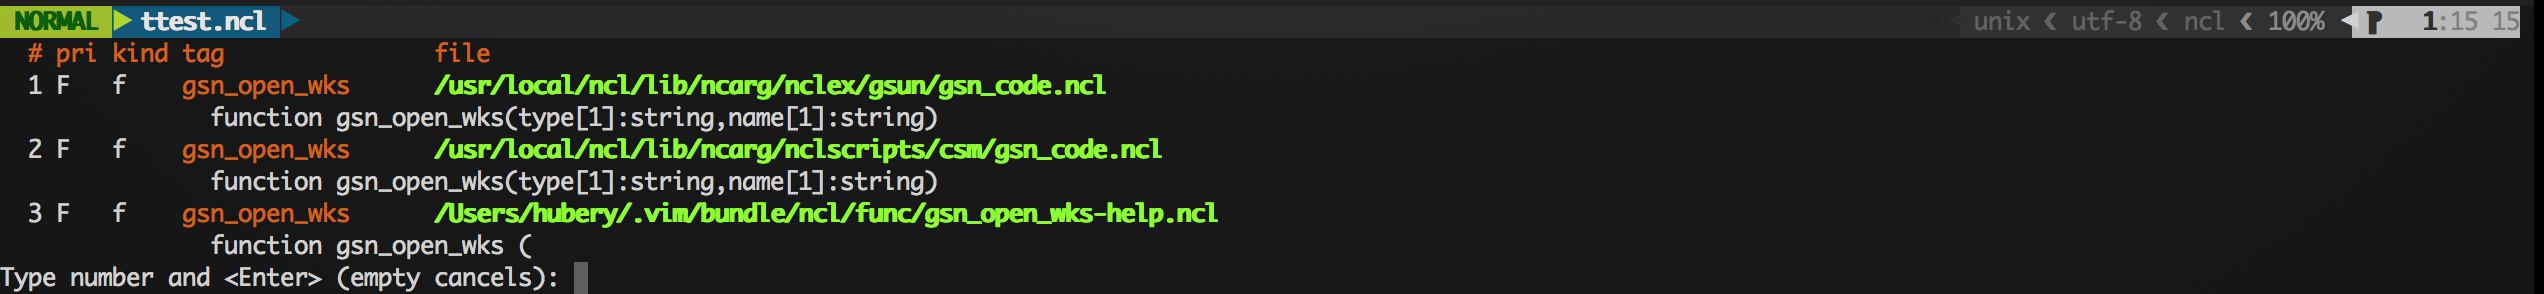 NORMAL ttest.ncl unix ‹ utf-8 ‹ ncl ‹ 100% 1:15 15
# pri kind tag file
1 F f gsn_open_wks /usr/local/ncl/lib/ncarg/nclex/gsun/gsn_code.ncl
function gsn_open_wks(type[1]:string,name[1]:string)
2 F f gsn_open_wks /usr/local/ncl/lib/ncarg/nclscripts/csm/gsn_code.ncl
function gsn_open_wks(type[1]:string,name[1]:string)
3 F f gsn_open_wks /Users/hubery/.vim/bundle/ncl/func/gsn_open_wks-help.ncl
function gsn_open_wks (
Type number and <Enter> (empty cancels):